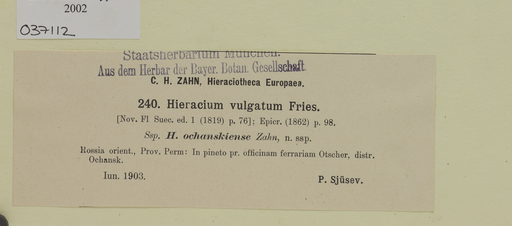 2002
037112
Staatsherbarium München.
Aus dem Herbar der Bayer. Botan. Gesellschaft
C. H. ZAHN, Hieraciotheca Europaea.
240. Hieracium vulgatum Fries.
[Nov. Fl Suec. ed. 1 (1819) p. 76]; Epicr. (1862) p. 98.
Ssp. H. ochanskiense Zahn, n. ssp.
Rossia orient., Prov. Perm: In pineto pr. officinam ferrariam Otscher, distr.
Ochansk.
Iun. 1903. P. Sjüsev.